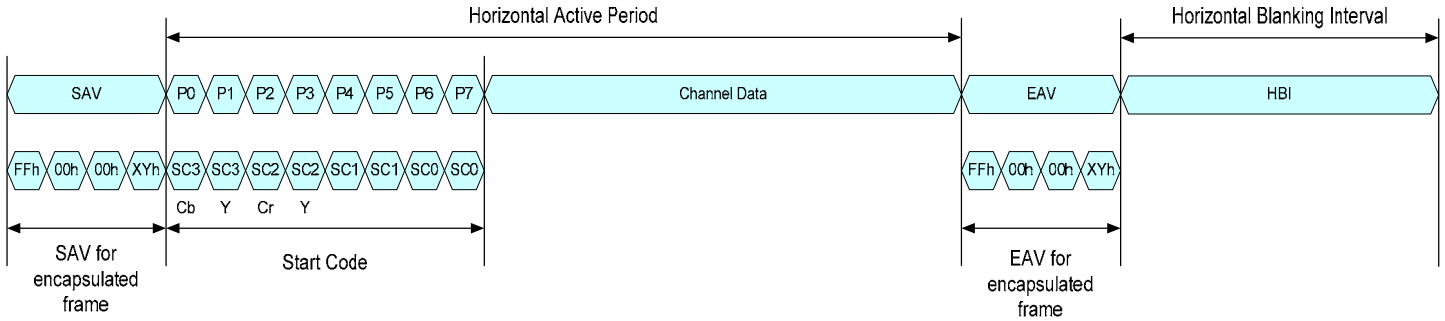 Horizontal Active Period
Horizontal Blanking Interval
SAV P0 P1 P2 P3 P4 P5 P6 P7 Channel Data EAV HBI
FFh 00h 00h XYh SC3 SC3 SC2 SC2 SC1 SC1 SC0 SC0 FFh 00h 00h XYh
Cb Y Cr Y
SAV for
encapsulated
frame
Start Code
EAV for
encapsulated
frame